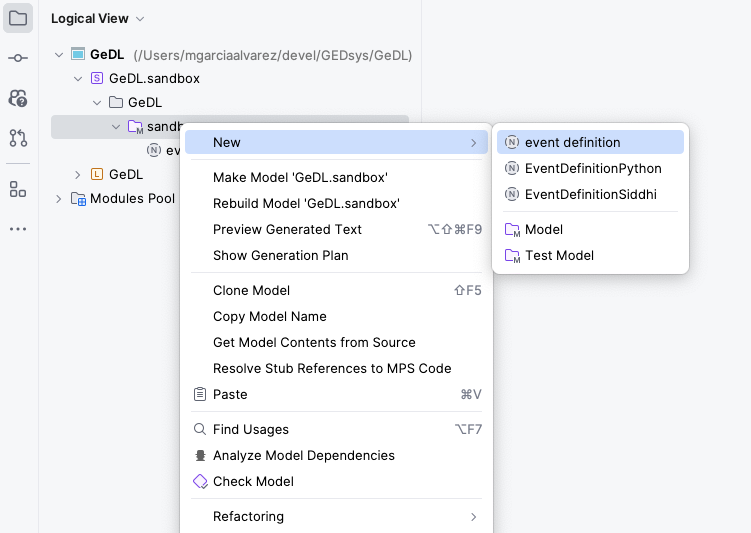 Logical View
GeDL (/Users/mgarciaalvarez/devel/GEDsys/GeDL)
S GeDL.sandbox
GeDL
M sandb
N ev
L GeDL
Modules Pool
New
Make Model 'GeDL.sandbox'
Rebuild Model 'GeDL.sandbox'
Preview Generated Text ⌥⇧⌘F9
Show Generation Plan
Clone Model ⇧F5
Copy Model Name
Get Model Contents from Source
Resolve Stub References to MPS Code
Paste ⌘V
Find Usages ⌥F7
Analyze Model Dependencies
Check Model
Refactoring
N event definition
N EventDefinitionPython
N EventDefinitionSiddhi
M Model
M Test Model